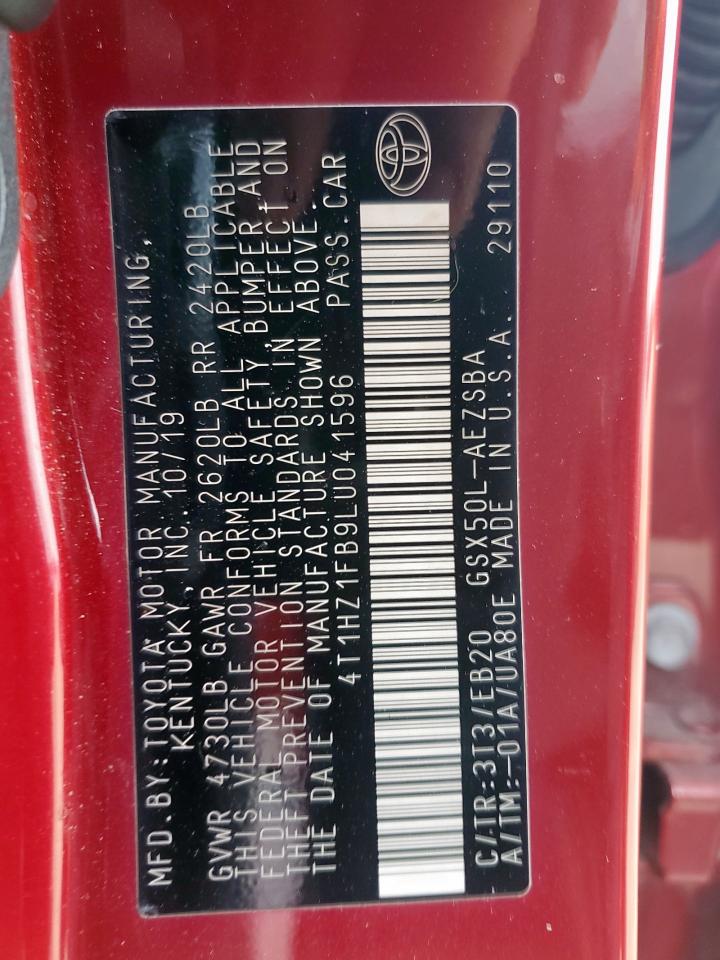 MFD.BY:TOYOTA MOTOR MANUFACTURING,
KENTUCKY, INC. 10/19
GVWR 4730LB GAWR FR 2620LB RR 2420LB
THIS VEHICLE CONFORMS TO ALL APPLICABLE
FEDERAL MOTOR VEHICLE SAFETY, BUMPER, AND
THEFT PREVENTION STANDARDS IN EFFECT ON
THE DATE OF MANUFACTURE SHOWN ABOVE.
4T1HZ1FB9LU041596 PASS.CAR
C/TR:3T3/EB20 GSX50L-AEZSBA
A/TM:-01A/UA80E MADE IN U.S.A. 29110